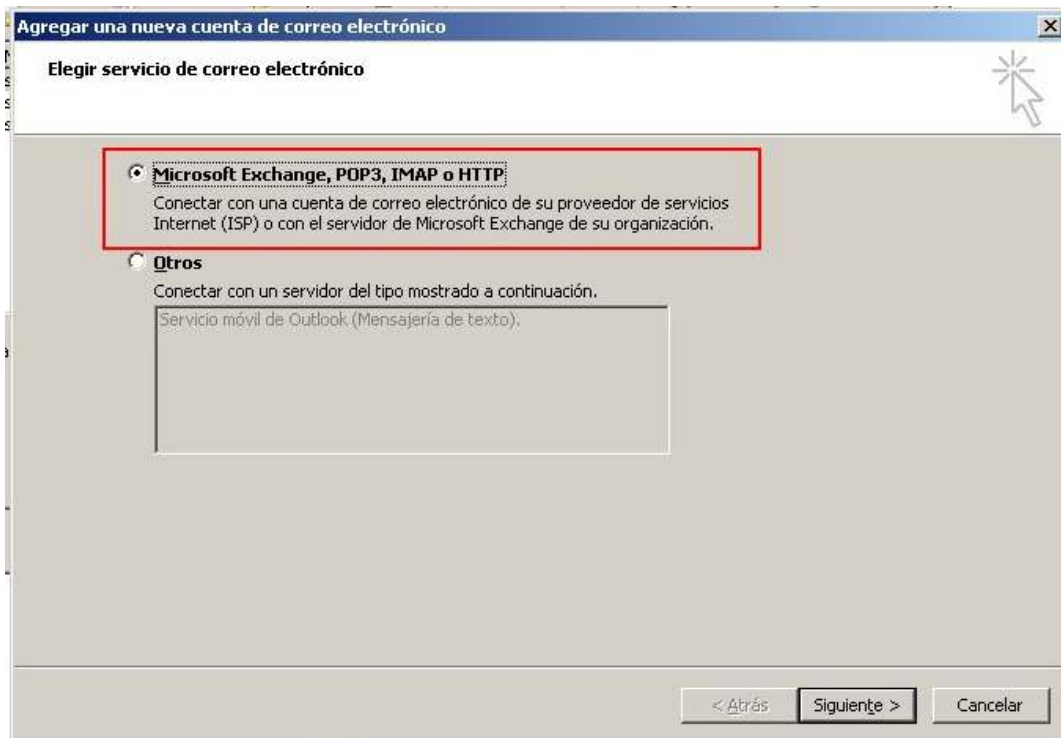 Agregar una nueva cuenta de correo electrónico
Elegir servicio de correo electrónico
Microsoft Exchange, POP3, IMAP o HTTP
Conectar con una cuenta de correo electrónico de su proveedor de servicios
Internet (ISP) o con el servidor de Microsoft Exchange de su organización.
Otros
Conectar con un servidor del tipo mostrado a continuación.
Servicio móvil de Outlook (Mensajería de texto).
< Atrás
Siguiente >
Cancelar